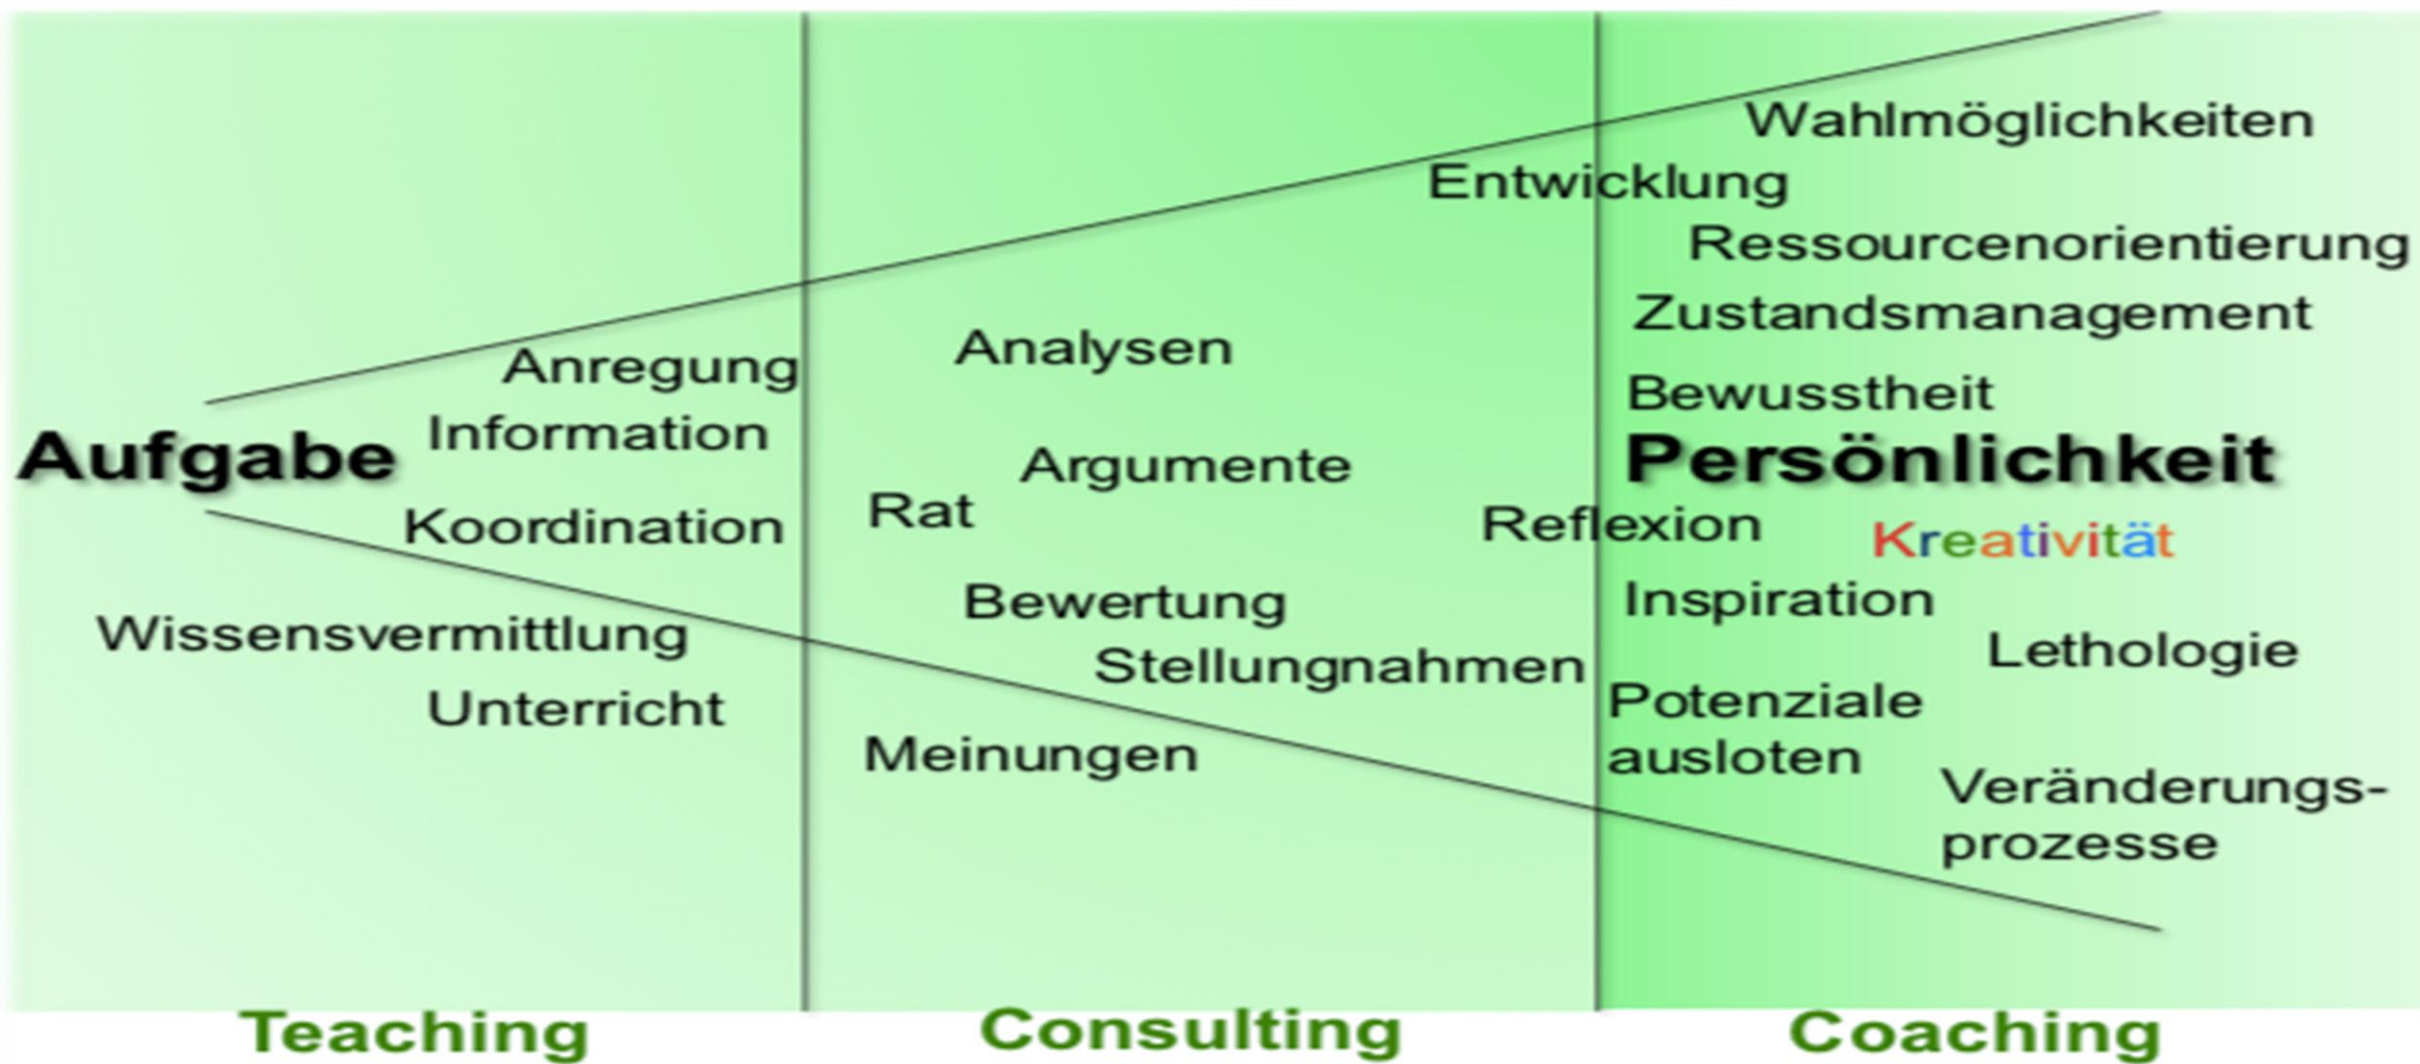 Aufgabe
Anregung
Information
Koordination
Wissensvermittlung
Unterricht
Teaching
Analysen
Argumente
Rat
Bewertung
Stellungnahmen
Meinungen
Consulting
Wahlmöglichkeiten
Entwicklung
Ressourcenorientierung
Zustandsmanagement
Bewusstheit
Persönlichkeit
Reflexion
Kreativität
Inspiration
Lethologie
Potenziale
ausloten
Veränderungs-
prozesse
Coaching